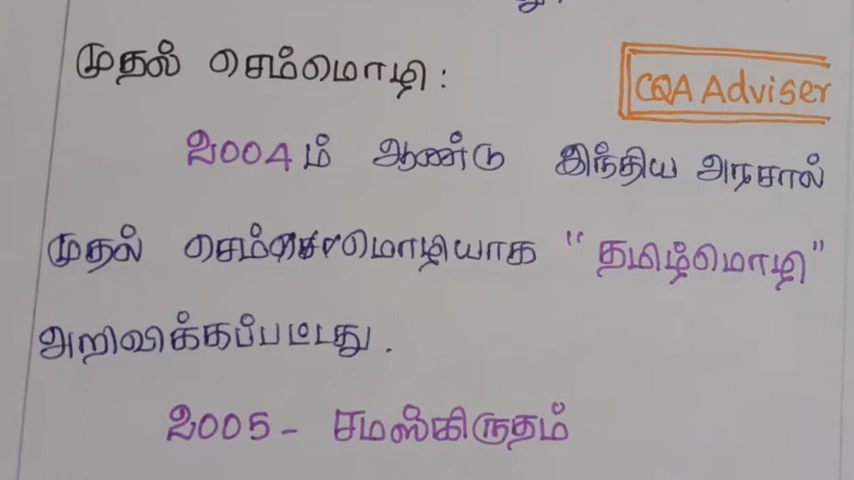 முதல் செம்மொழி :
CQA Adviser
2004ம் ஆண்டு இந்திய அரசால்
முதல் செம்மொழியாக "தமிழ்மொழி"
அறிவிக்கப்பட்டது.
2005 - சமஸ்கிருதம்